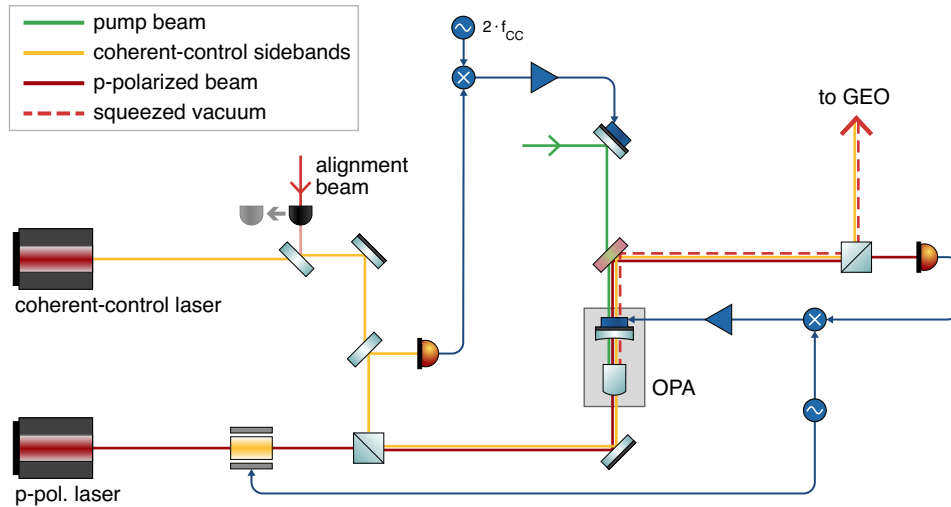 pump beam
coherent-control sidebands
p-polarized beam
squeezed vacuum
2·fCC
to GEO
alignment
beam
coherent-control laser
OPA
p-pol. laser